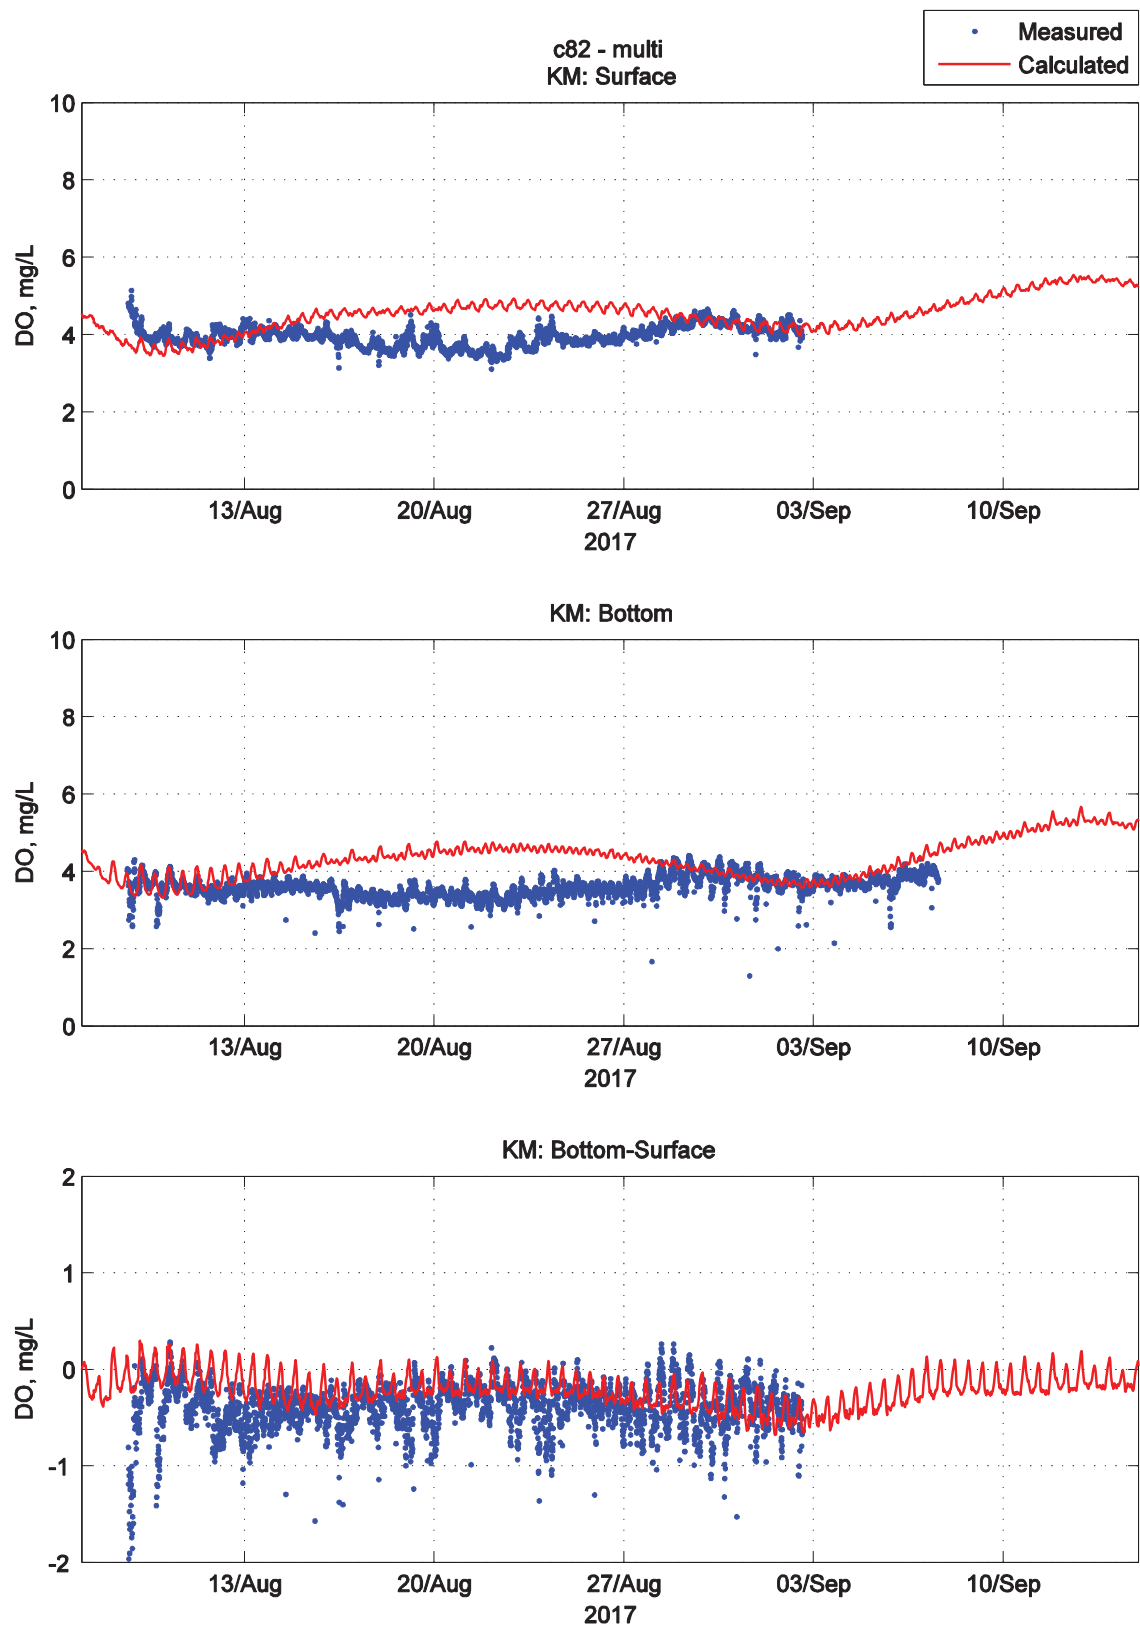 c82 - multi
KM: Surface
Measured
Calculated
10
8
6
4
2
0
DO, mg/L
13/Aug 20/Aug 27/Aug 03/Sep 10/Sep
2017
KM: Bottom
10
8
6
4
2
0
DO, mg/L
13/Aug 20/Aug 27/Aug 03/Sep 10/Sep
2017
KM: Bottom-Surface
2
1
0
-1
-2
DO, mg/L
13/Aug 20/Aug 27/Aug 03/Sep 10/Sep
2017